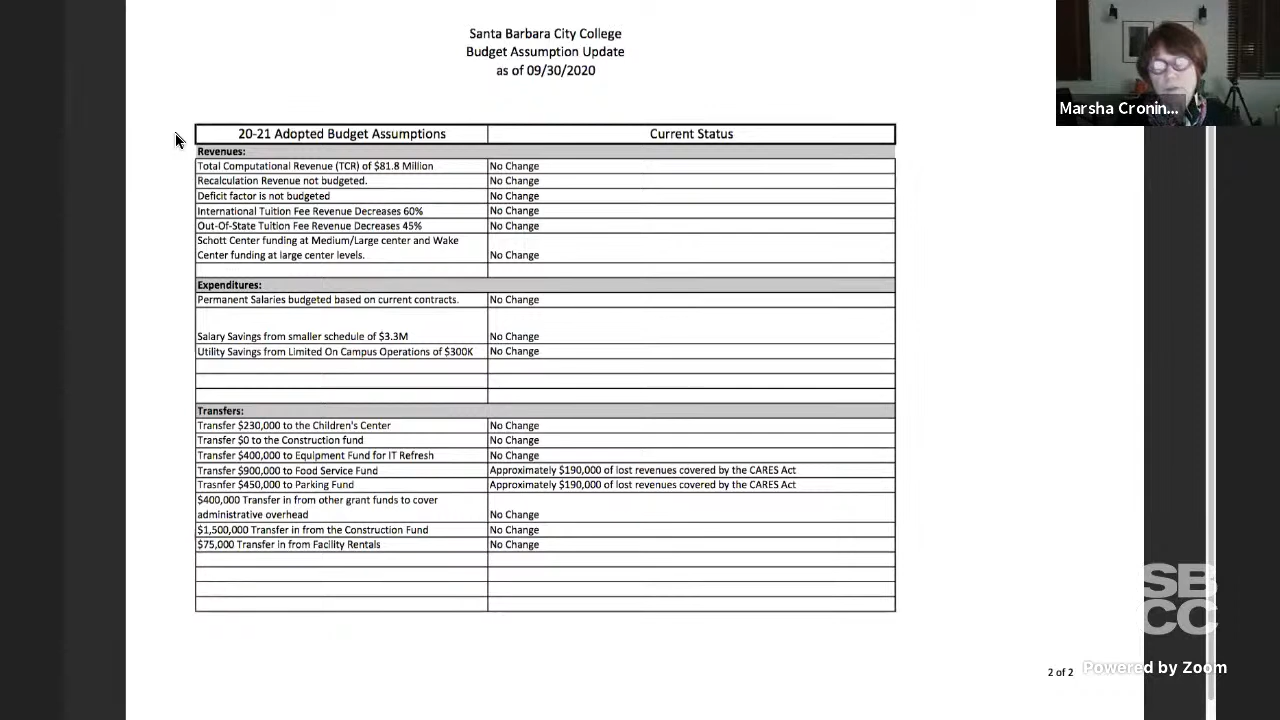 Santa Barbara City College
Budget Assumption Update
as of 09/30/2020
Marsha Cronin...
20-21 Adopted Budget Assumptions Current Status
Revenues:
Total Computational Revenue (TCR) of $81.8 Million No Change
Recalculation Revenue not budgeted. No Change
Deficit factor is not budgeted No Change
International Tuition Fee Revenue Decreases 60% No Change
Out-Of-State Tuition Fee Revenue Decreases 45% No Change
Schott Center funding at Medium/Large center and Wake
Center funding at large center levels. No Change
Expenditures:
Permanent Salaries budgeted based on current contracts. No Change
Salary Savings from smaller schedule of $3.3M No Change
Utility Savings from Limited On Campus Operations of $300K No Change
Transfers:
Transfer $230,000 to the Children's Center No Change
Transfer $0 to the Construction fund No Change
Transfer $400,000 to Equipment Fund for IT Refresh No Change
Transfer $900,000 to Food Service Fund Approximately $190,000 of lost revenues covered by the CARES Act
Trasnfer $450,000 to Parking Fund Approximately $190,000 of lost revenues covered by the CARES Act
$400,000 Transfer in from other grant funds to cover
administrative overhead No Change
$1,500,000 Transfer in from the Construction Fund No Change
$75,000 Transfer in from Facility Rentals No Change
SB
CC
2 of 2
Powered by Zoom